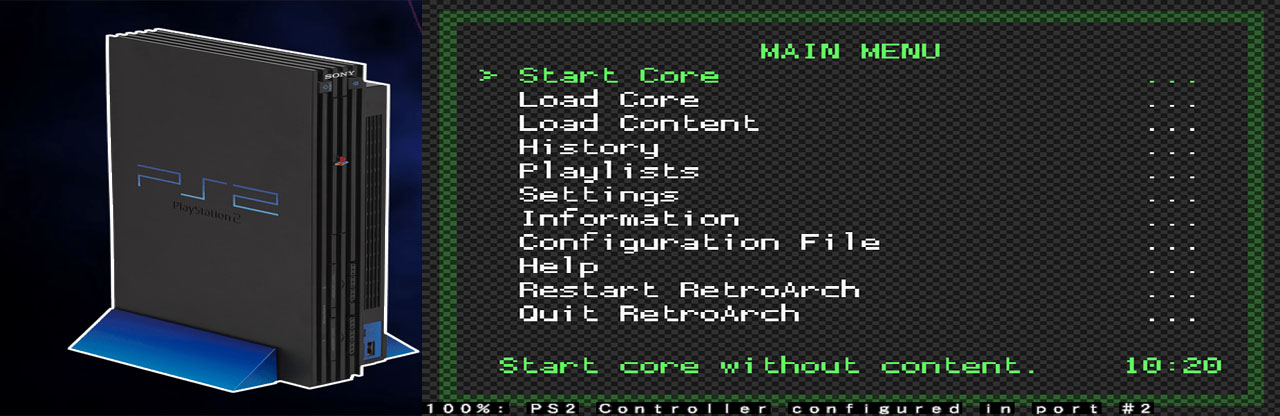 SONY
PS2
PlayStation 2
MAIN MENU
> Start Core ...
Load Core ...
Load Content ...
History ...
Playlists ...
Settings ...
Information ...
Configuration File ...
Help ...
Restart RetroArch ...
Quit RetroArch ...
Start core without content. 10:20
100%: PS2 Controller configured in port #2